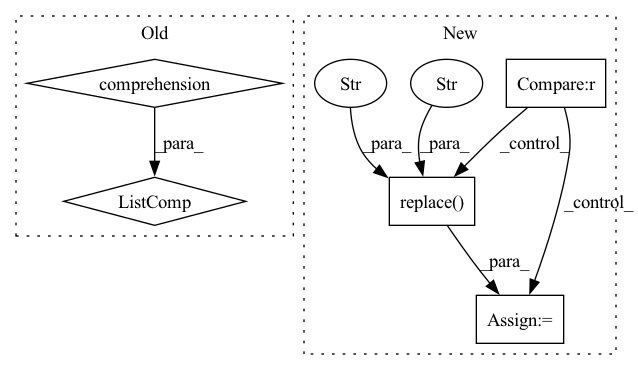 Old
New
comprehension
Str
Str
Compare:r
_para_
_para_
_para_
_control_
ListComp
replace()
_control_
_para_
Assign:=